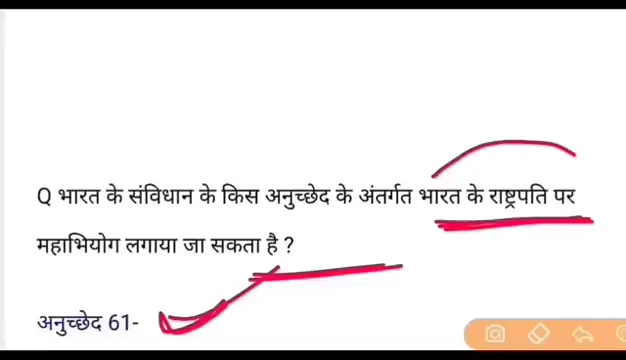 Q भारत के संविधान के किस अनुच्छेद के अंतर्गत भारत के राष्ट्रपति पर
महाभियोग लगाया जा सकता है ?
अनुच्छेद 61-